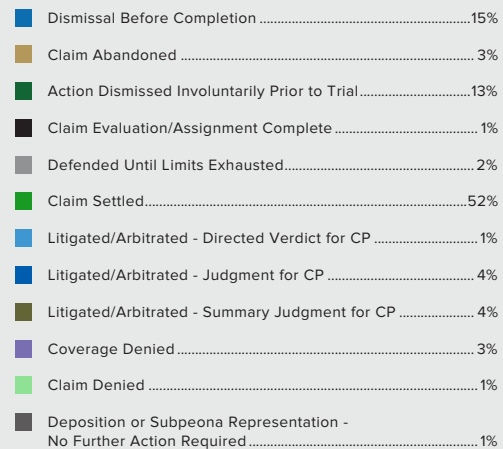 Dismissal Before Completion 15%
Claim Abandoned 3%
Action Dismissed Involuntarily Prior to Trial 13%
Claim Evaluation/Assignment Complete 1%
Defended Until Limits Exhausted 2%
Claim Settled 52%
Litigated/Arbitrated - Directed Verdict for CP 1%
Litigated/Arbitrated - Judgment for CP 4%
Litigated/Arbitrated - Summary Judgment for CP 4%
Coverage Denied 3%
Claim Denied 1%
Deposition or Subpeona Representation -
No Further Action Required 1%